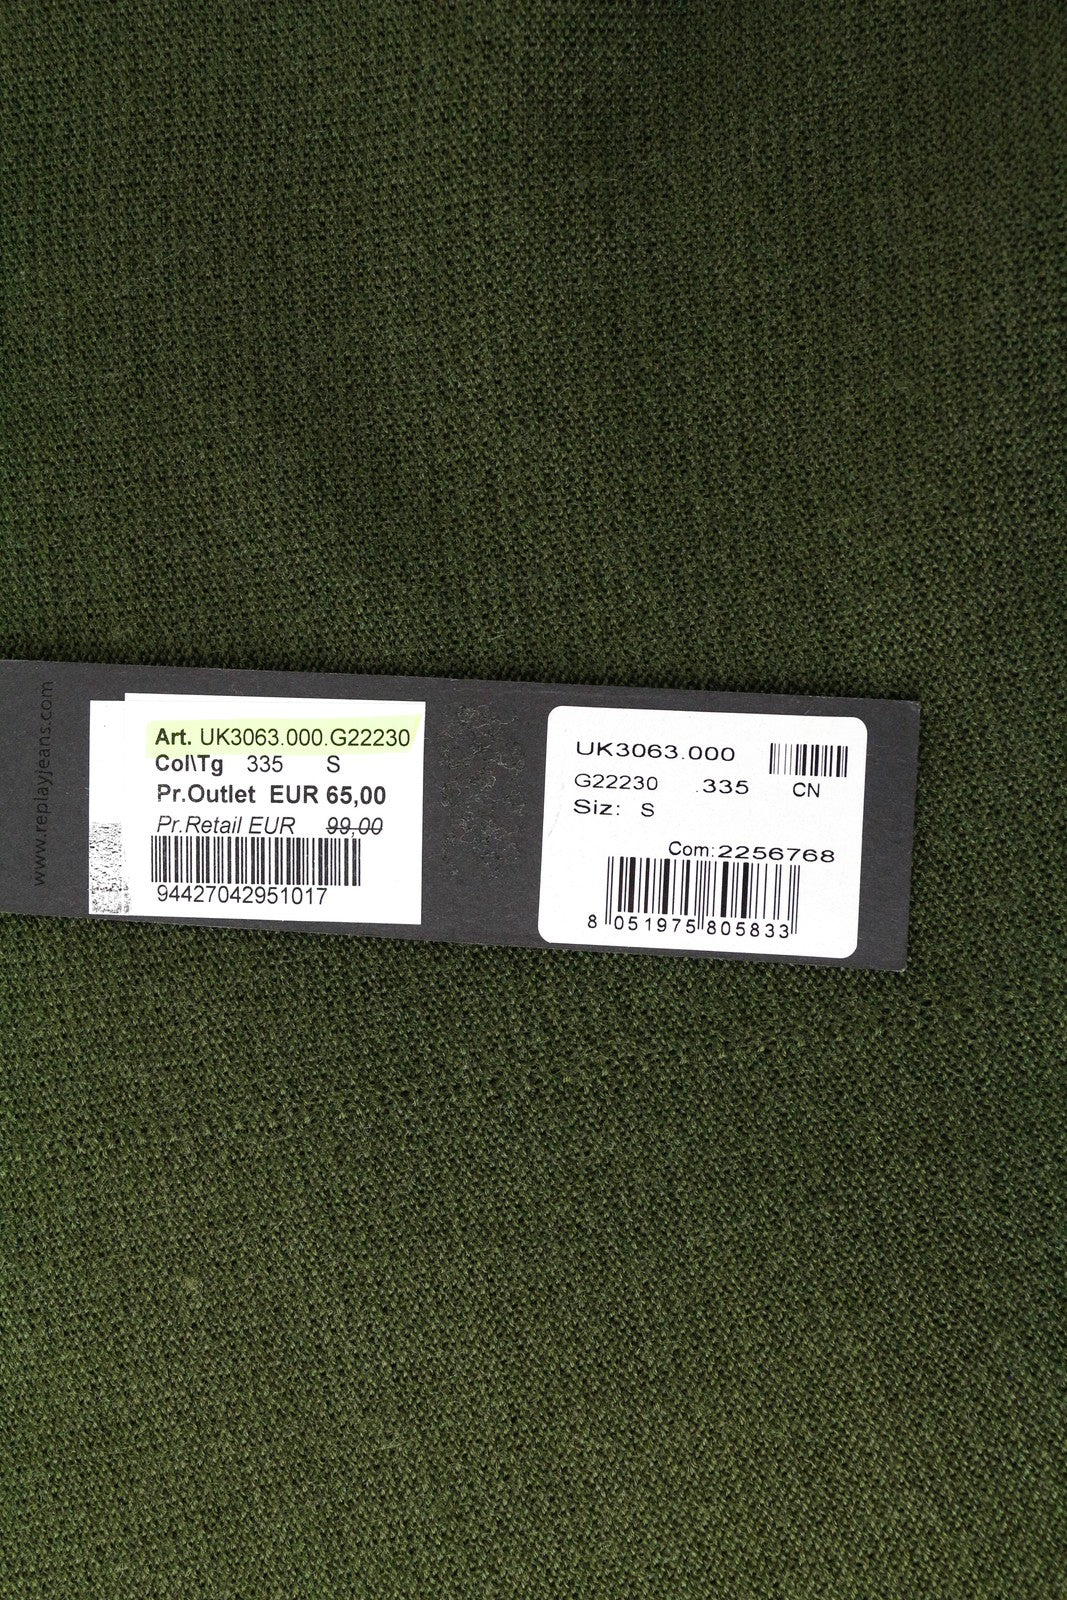 www.replayjeans.com
Art. UK3063.000.G22230
Col\Tg 335 S
Pr.Outlet EUR 65,00
Pr.Retail EUR 99,00
94427042951017
UK3063.000
G22230 .335 CN
Siz: S
Com:2256768
8 051975 805833